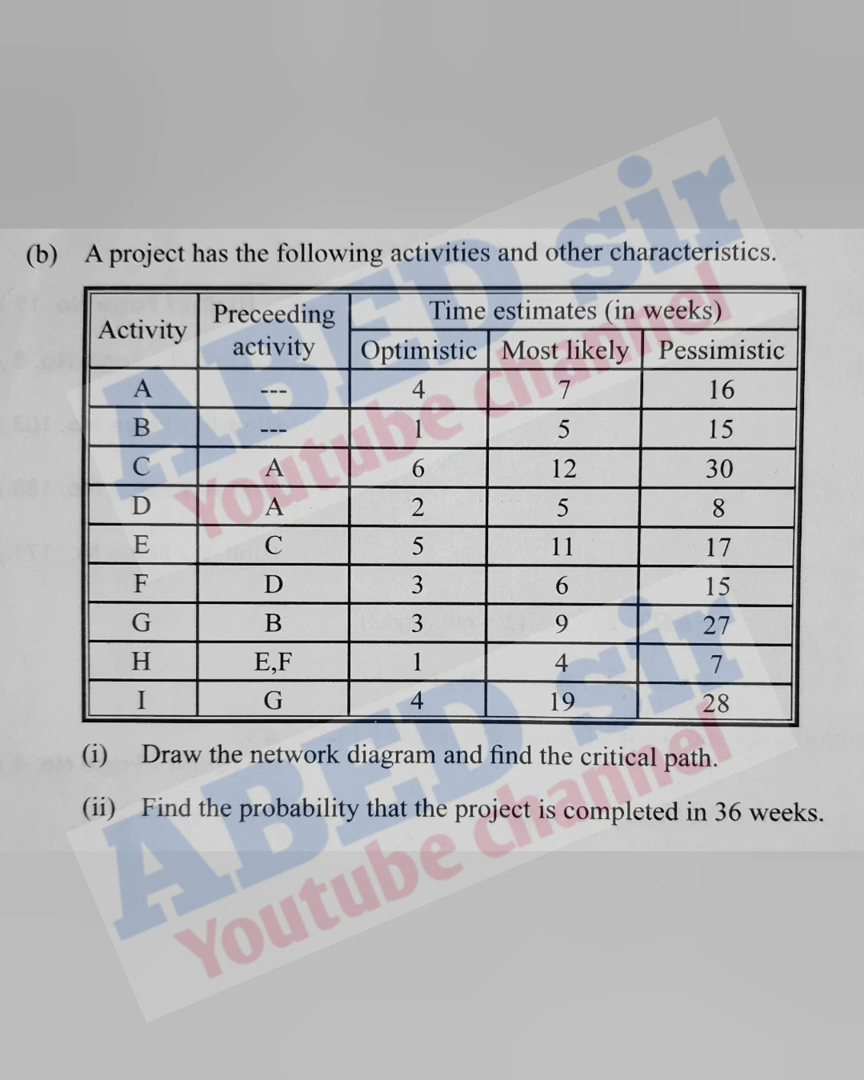 (b) A project has the following activities and other characteristics.
Activity Preceeding activity Time estimates (in weeks)
Optimistic Most likely Pessimistic
A --- 4 7 16
B --- 1 5 15
C A 6 12 30
D A 2 5 8
E C 5 11 17
F D 3 6 15
G B 3 9 27
H E,F 1 4 7
I G 4 19 28
(i) Draw the network diagram and find the critical path.
(ii) Find the probability that the project is completed in 36 weeks.
ABED sir
Youtube channel
ABED sir
Youtube channel